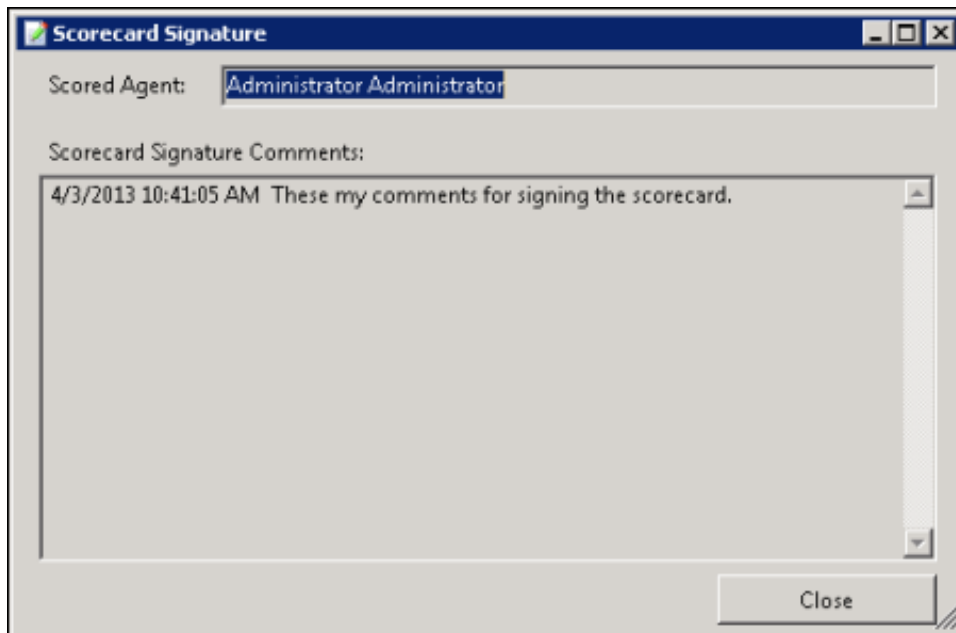 Scorecard Signature
Scored Agent: Administrator Administrator
Scorecard Signature Comments:
4/3/2013 10:41:05 AM These my comments for signing the scorecard.
Close